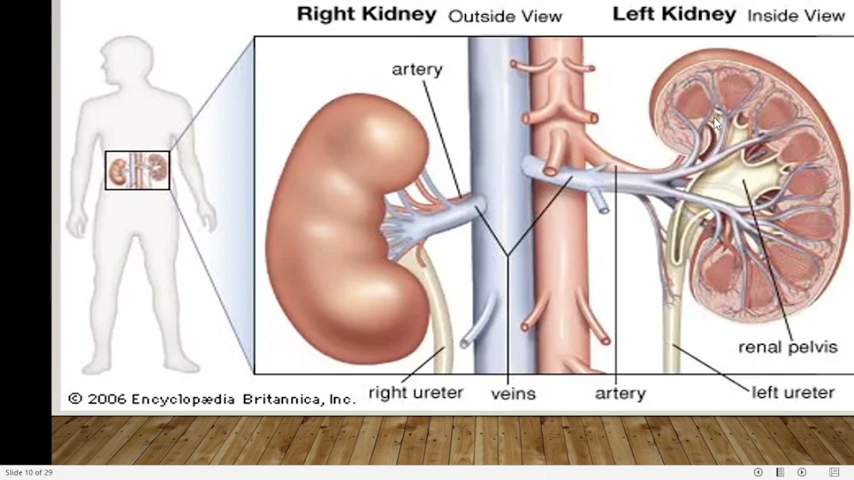 Right Kidney Outside View
Left Kidney Inside View
artery
renal pelvis
right ureter
veins
artery
left ureter
© 2006 Encyclopædia Britannica, Inc.
Slide 10 of 29